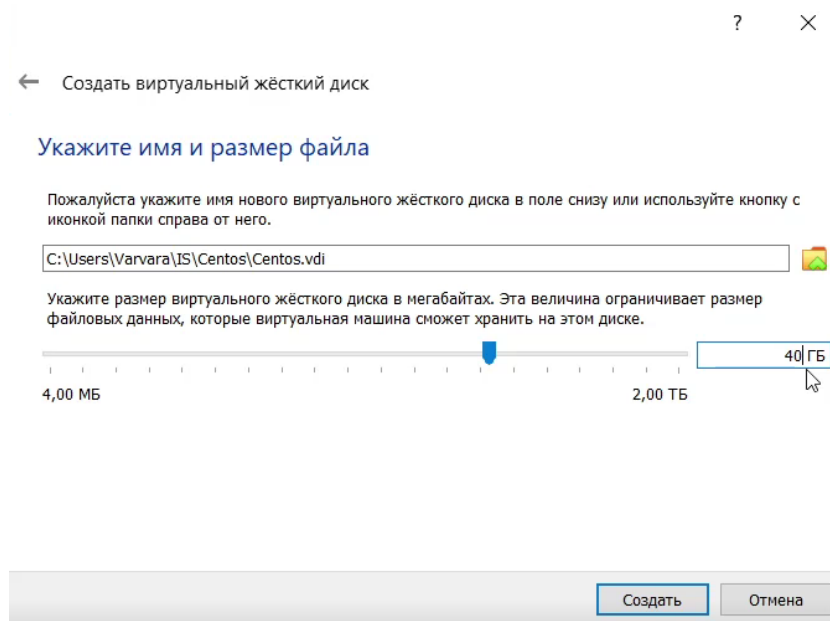 ?
Создать виртуальный жёсткий диск
Укажите имя и размер файла
Пожалуйста укажите имя нового виртуального жёсткого диска в поле снизу или используйте кнопку с
иконкой папки справа от него.
C:\Users\Varvara\IS\Centos\Centos.vdi
Укажите размер виртуального жёсткого диска в мегабайтах. Эта величина ограничивает размер
файловых данных, которые виртуальная машина сможет хранить на этом диске.
40 ГБ
4,00 МБ 2,00 ТБ
Создать Отмена